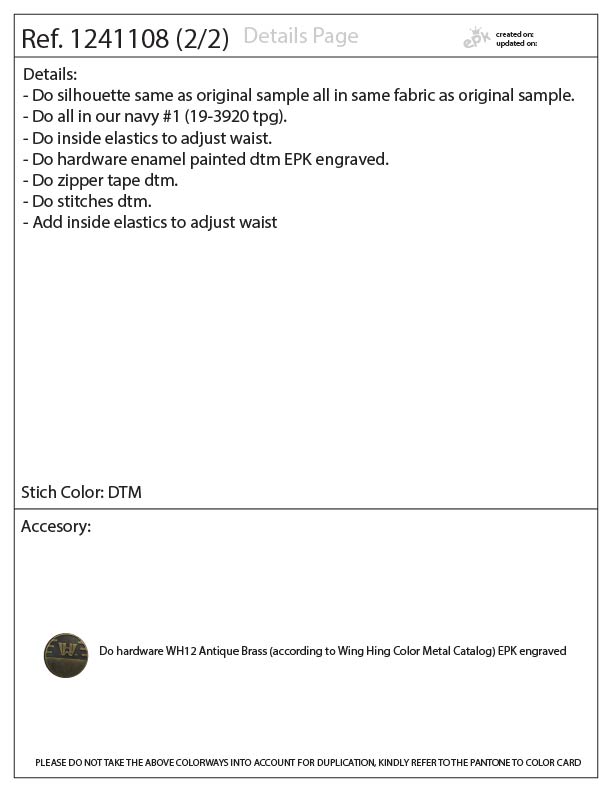 Ref. 1241108 (2/2) Details Page
epk
created on:
updated on:
Details:
- Do silhouette same as original sample all in same fabric as original sample.
- Do all in our navy #1 (19-3920 tpg).
- Do inside elastics to adjust waist.
- Do hardware enamel painted dtm EPK engraved.
- Do zipper tape dtm.
- Do stitches dtm.
- Add inside elastics to adjust waist
Stich Color: DTM
Accesory:
Do hardware WH12 Antique Brass (according to Wing Hing Color Metal Catalog) EPK engraved
PLEASE DO NOT TAKE THE ABOVE COLORWAYS INTO ACCOUNT FOR DUPLICATION, KINDLY REFER TO THE PANTONE TO COLOR CARD